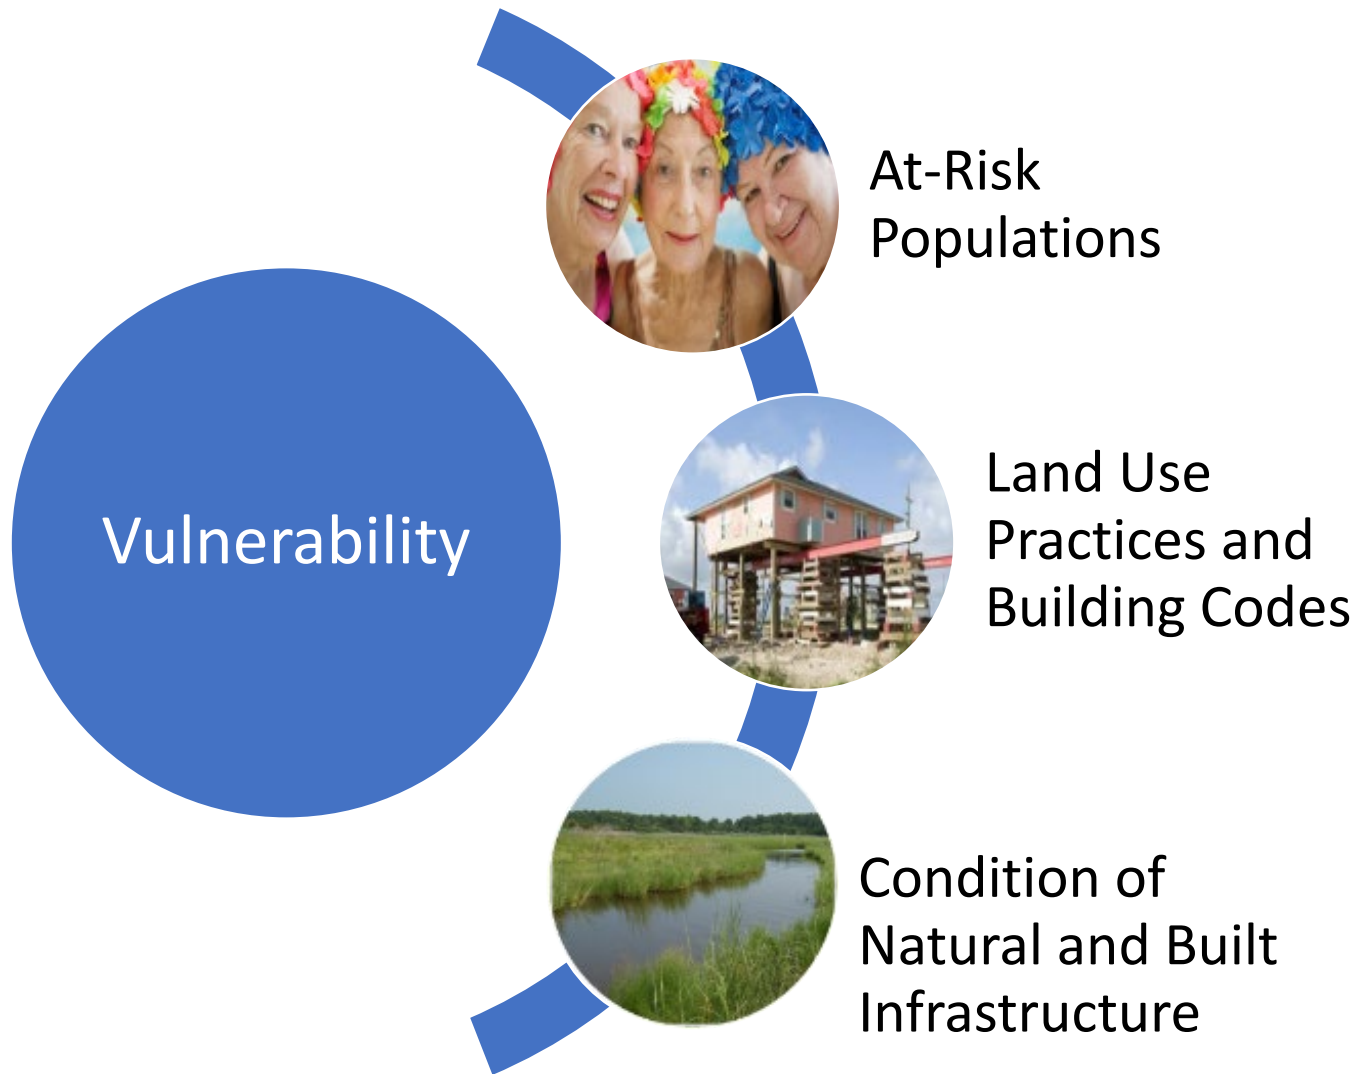 At-Risk
Populations
Vulnerability
Land Use
Practices and
Building Codes
Condition of
Natural and Built
Infrastructure